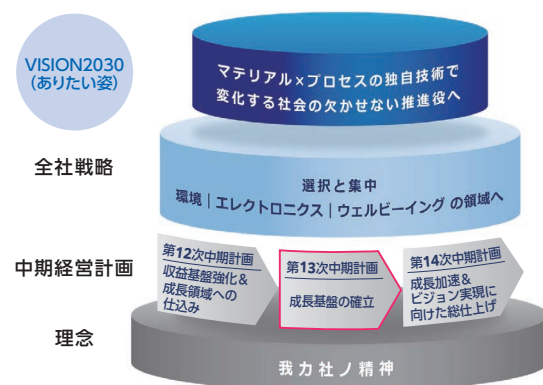 VISION2030
(ありたい姿)
マテリアル×プロセスの独自技術で
変化する社会の欠かせない推進役へ
全社戦略
選択と集中
環境｜エレクトロニクス｜ウェルビーイング の領域へ
中期経営計画
第12次中期計画
収益基盤強化&
成長領域への
仕込み
第13次中期計画
成長基盤の確立
第14次中期計画
成長加速&
ビジョン実現に
向けた総仕上げ
理念
我力社ノ精神